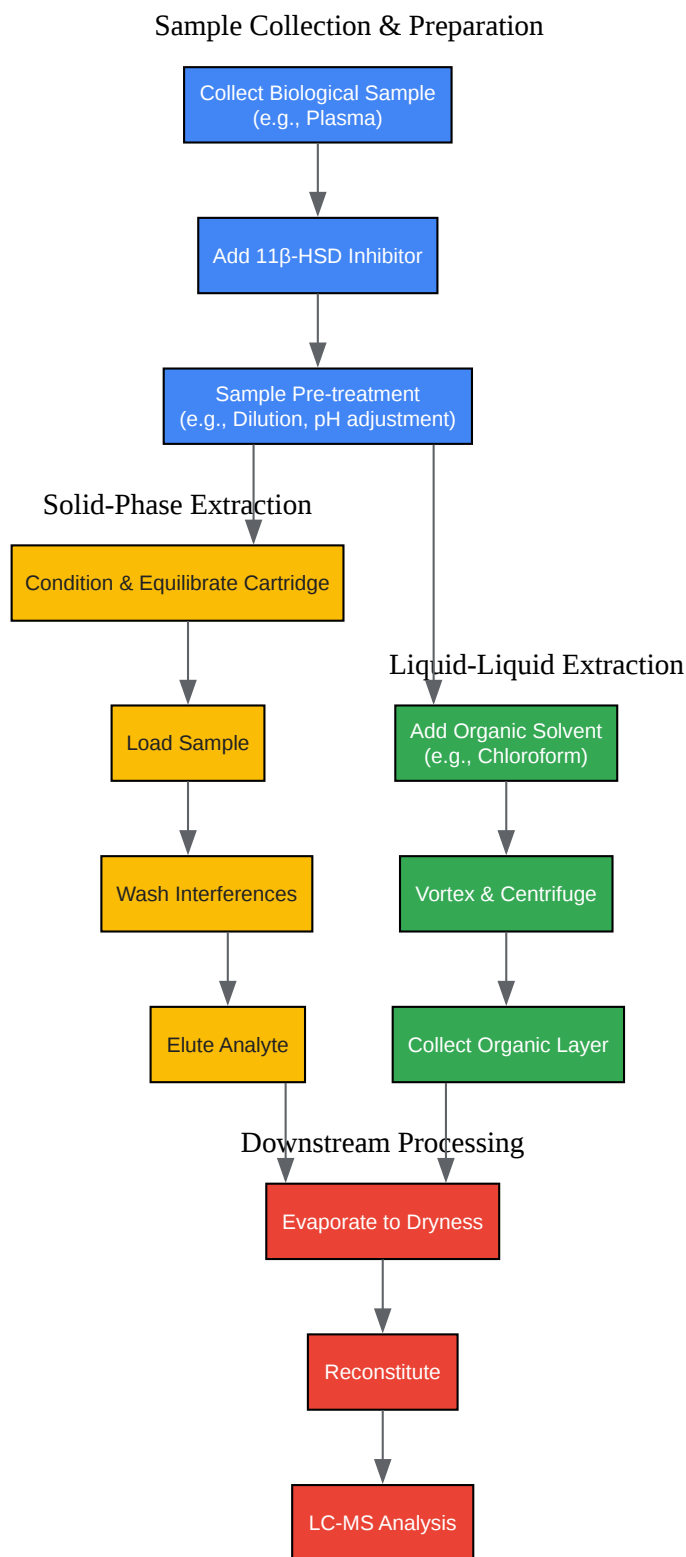 Sample Collection & Preparation
Collect Biological Sample
(e.g., Plasma)
Add 11β-HSD Inhibitor
Sample Pre-treatment
(e.g., Dilution, pH adjustment)
Solid-Phase Extraction
Condition & Equilibrate Cartridge
Load Sample
Wash Interferences
Elute Analyte
Liquid-Liquid Extraction
Add Organic Solvent
(e.g., Chloroform)
Vortex & Centrifuge
Collect Organic Layer
Downstream Processing
Evaporate to Dryness
Reconstitute
LC-MS Analysis